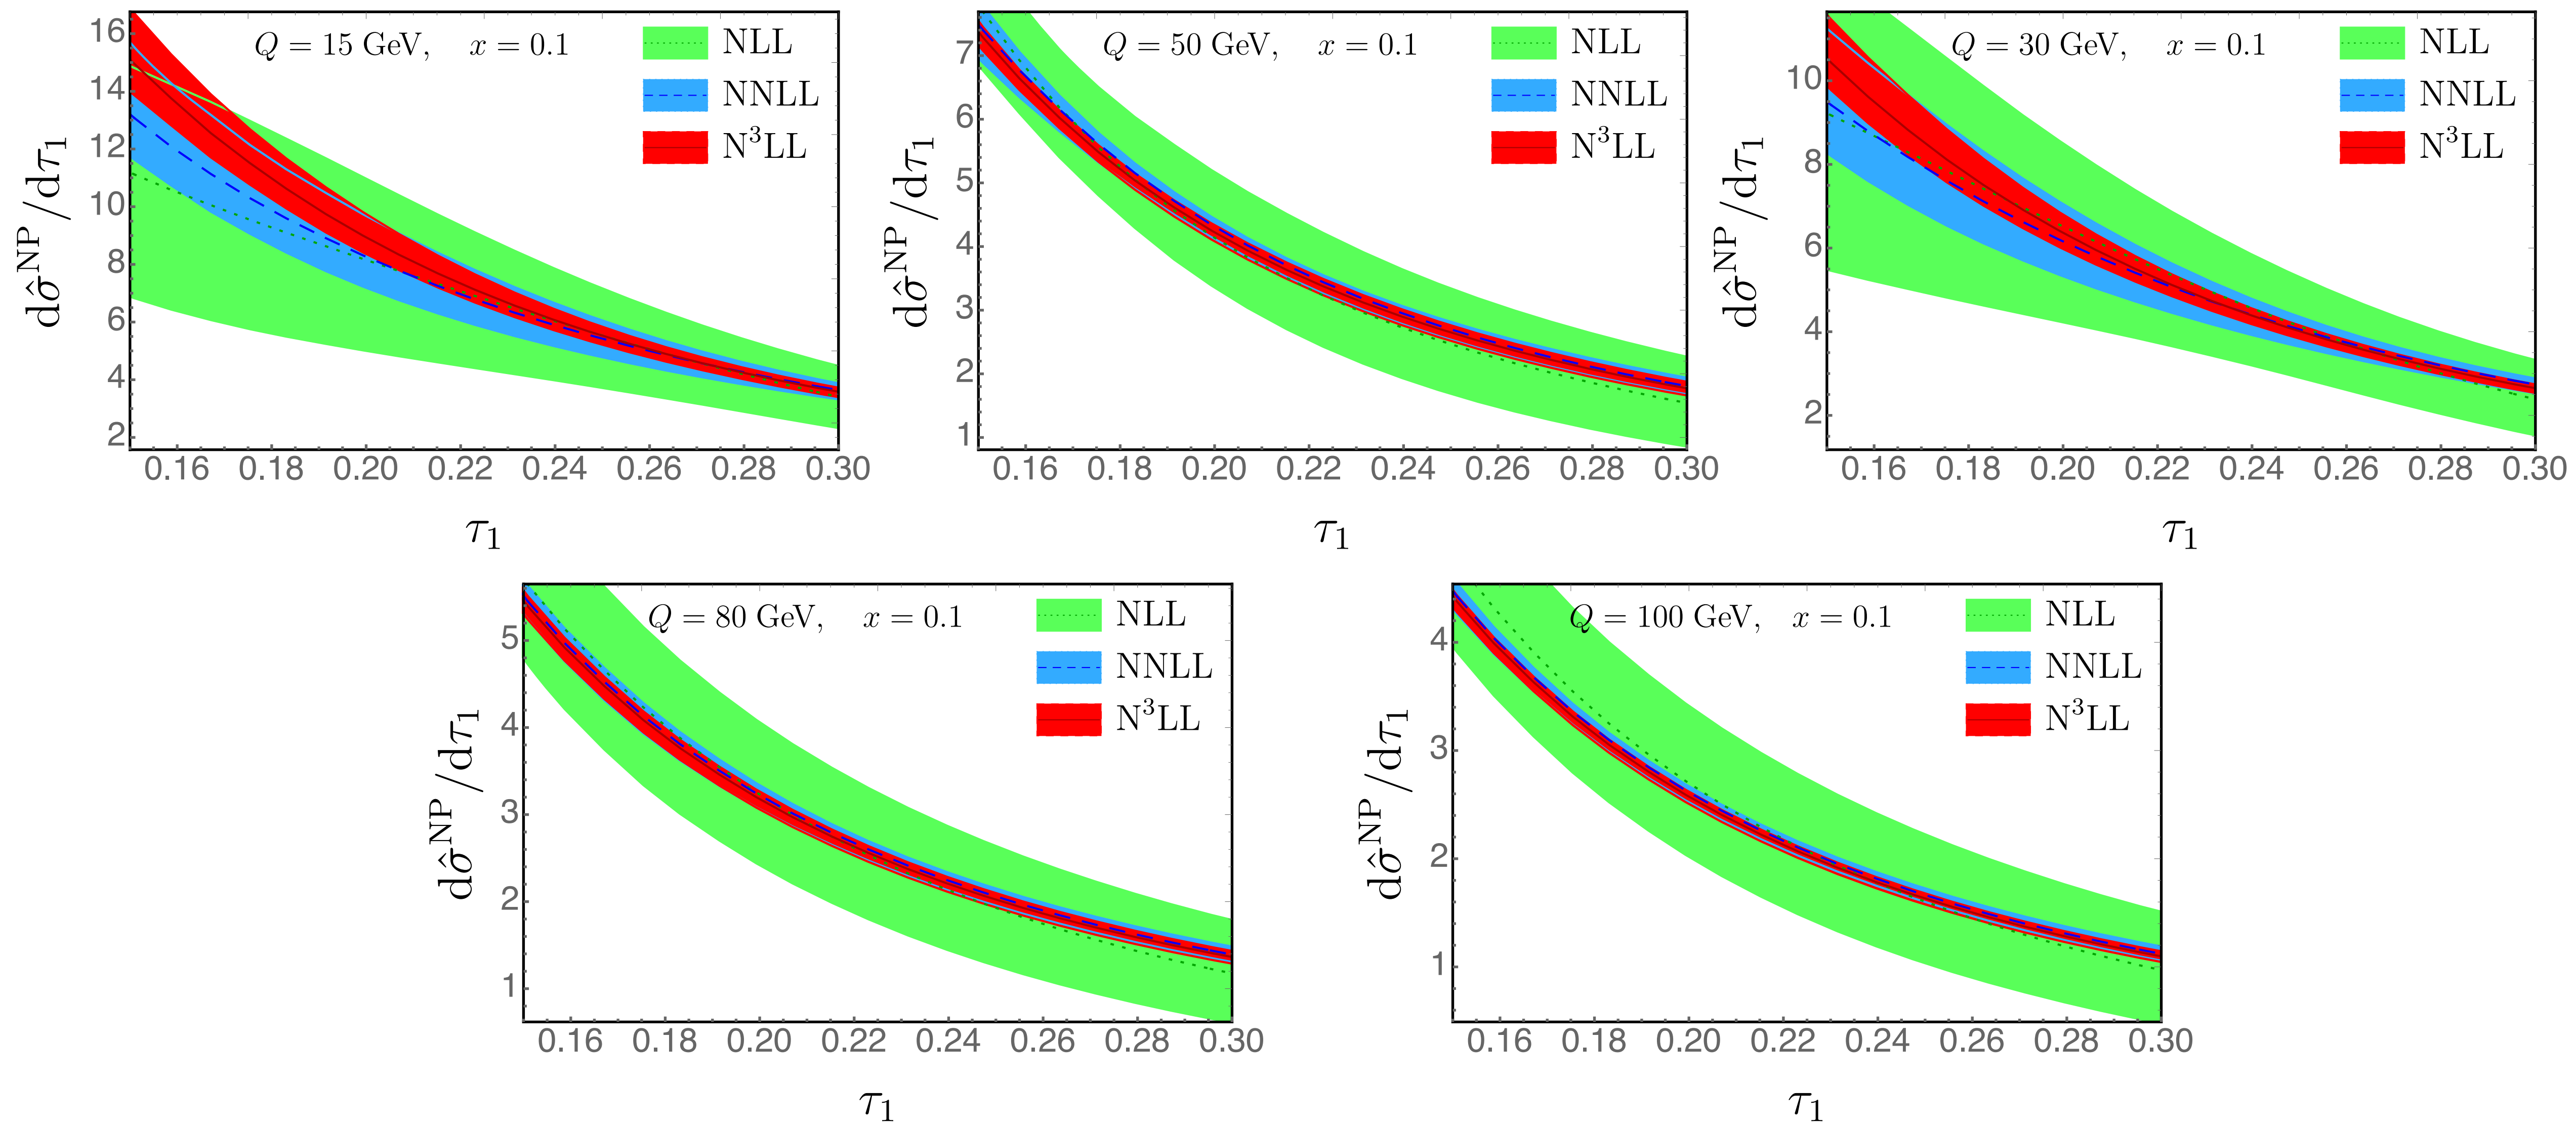 Q = 15 GeV, x = 0.1
NLL
NNLL
N³LL
16
14
12
10
8
6
4
2
0.16 0.18 0.20 0.22 0.24 0.26 0.28 0.30
dσ̂^NP/dτ₁
τ₁
Q = 50 GeV, x = 0.1
NLL
NNLL
N³LL
7
6
5
4
3
2
1
0.16 0.18 0.20 0.22 0.24 0.26 0.28 0.30
dσ̂^NP/dτ₁
τ₁
Q = 30 GeV, x = 0.1
NLL
NNLL
N³LL
10
8
6
4
2
0.16 0.18 0.20 0.22 0.24 0.26 0.28 0.30
dσ̂^NP/dτ₁
τ₁
Q = 80 GeV, x = 0.1
NLL
NNLL
N³LL
5
4
3
2
1
0.16 0.18 0.20 0.22 0.24 0.26 0.28 0.30
dσ̂^NP/dτ₁
τ₁
Q = 100 GeV, x = 0.1
NLL
NNLL
N³LL
4
3
2
1
0.16 0.18 0.20 0.22 0.24 0.26 0.28 0.30
dσ̂^NP/dτ₁
τ₁